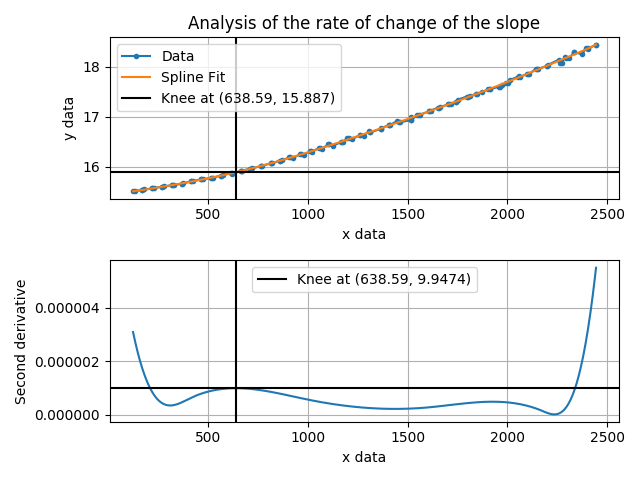 Analysis of the rate of change of the slope
Data
Spline Fit
Knee at (638.59, 15.887)
18
17
16
y data
500 1000 1500 2000 2500
x data
Knee at (638.59, 9.9474)
0.000004
0.000002
0.000000
Second derivative
500 1000 1500 2000 2500
x data